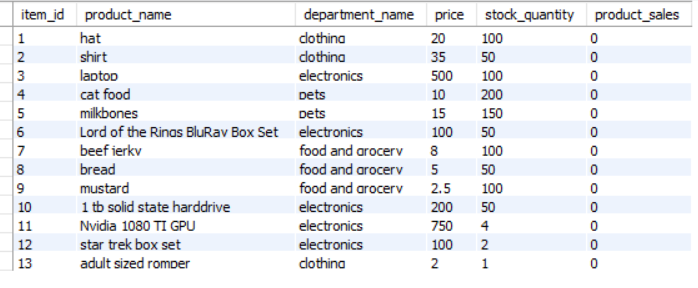 item_id product_name department_name price stock_quantity product_sales
1 hat clothing 20 100 0
2 shirt clothing 35 50 0
3 laptop electronics 500 100 0
4 cat food pets 10 200 0
5 milkbones pets 15 150 0
6 Lord of the Rings BluRay Box Set electronics 100 50 0
7 beef jerky food and grocery 8 100 0
8 bread food and grocery 5 50 0
9 mustard food and grocery 2.5 100 0
10 1 tb solid state harddrive electronics 200 50 0
11 Nvidia 1080 TI GPU electronics 750 4 0
12 star trek box set electronics 100 2 0
13 adult sized romper clothing 2 1 0